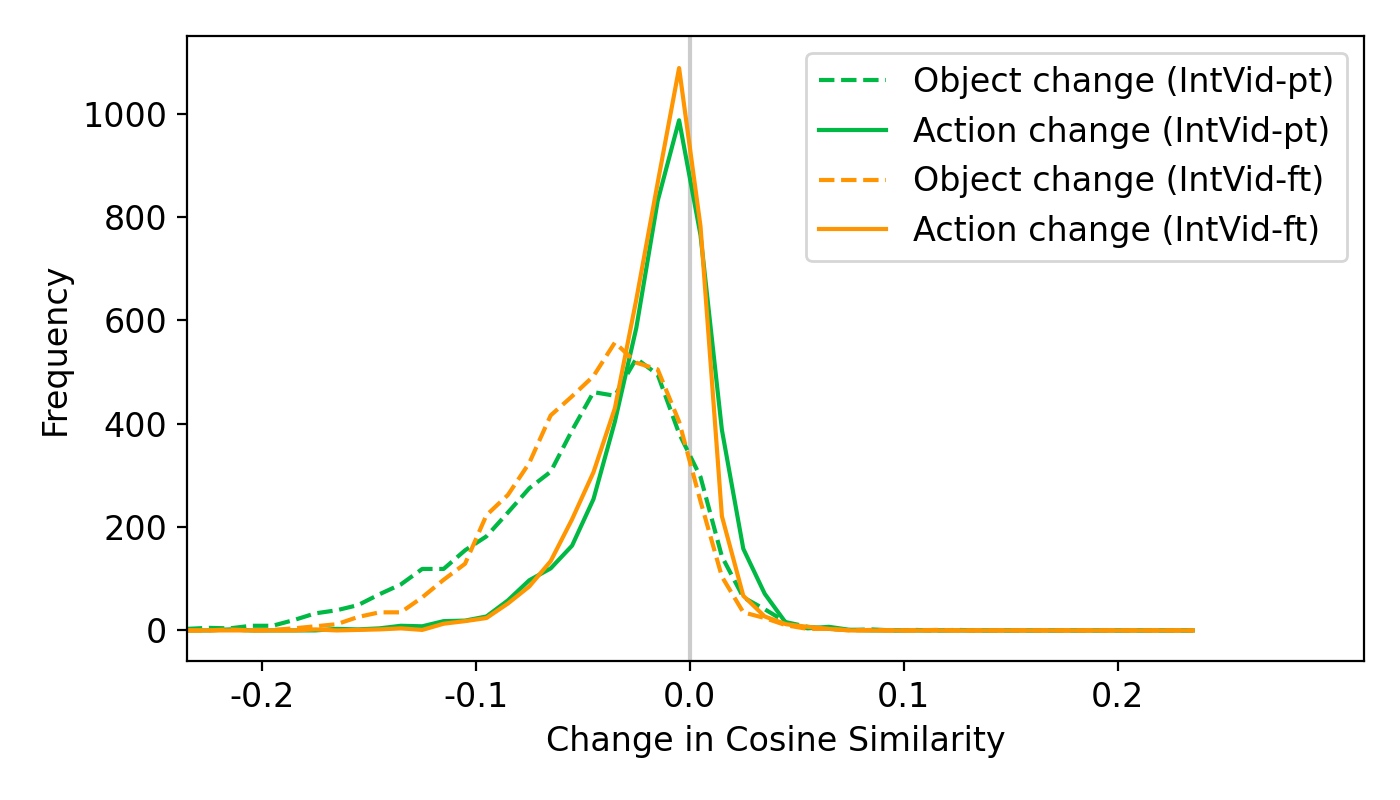 Object change (IntVid-pt)
Action change (IntVid-pt)
Object change (IntVid-ft)
Action change (IntVid-ft)
Frequency
1000
800
600
400
200
0
-0.2 -0.1 0.0 0.1 0.2
Change in Cosine Similarity